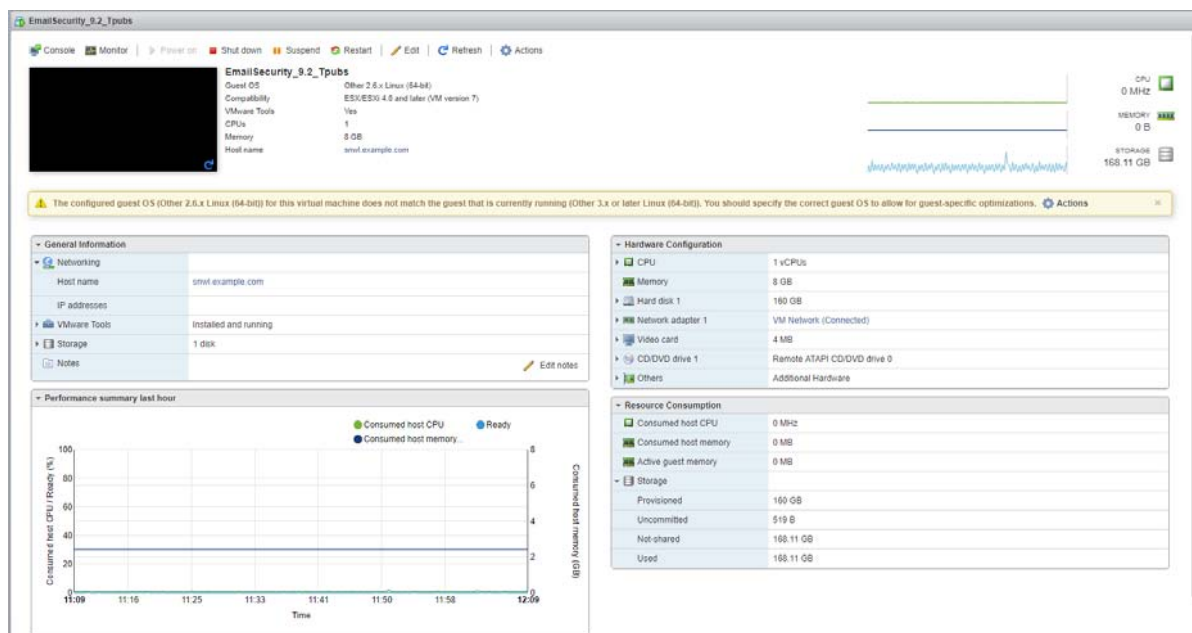 EmailSecurity_9.2_Tpubs
Console Monitor Power on Shut down Suspend Restart Edit Refresh Actions
EmailSecurity_9.2_Tpubs
Guest OS Other 2.6.x Linux (64-bit)
Compatibility ESX/ESXi 4.0 and later (VM version 7)
VMware Tools Yes
CPUs 1
Memory 8 GB
Host name snwl.example.com
CPU
0 MHz
MEMORY
0 B
STORAGE
168.11 GB
The configured guest OS (Other 2.6.x Linux (64-bit)) for this virtual machine does not match the guest that is currently running (Other 3.x or later Linux (64-bit)). You should specify the correct guest OS to allow for guest-specific optimizations. Actions
General Information
Networking
Host name snwl.example.com
IP addresses
VMware Tools Installed and running
Storage 1 disk
Notes Edit notes
Performance summary last hour
Consumed host CPU Ready
Consumed host memory...
Consumed host CPU / Ready (%)
100
80
60
40
20
0
8
6
4
2
0
Consumed host memory (GB)
11:09 11:16 11:25 11:33 11:41 11:50 11:58 12:09
Time
Hardware Configuration
CPU 1 vCPUs
Memory 8 GB
Hard disk 1 160 GB
Network adapter 1 VM Network (Connected)
Video card 4 MB
CD/DVD drive 1 Remote ATAPI CD/DVD drive 0
Others Additional Hardware
Resource Consumption
Consumed host CPU 0 MHz
Consumed host memory 0 MB
Active guest memory 0 MB
Storage
Provisioned 160 GB
Uncommitted 519 B
Not-shared 168.11 GB
Used 168.11 GB